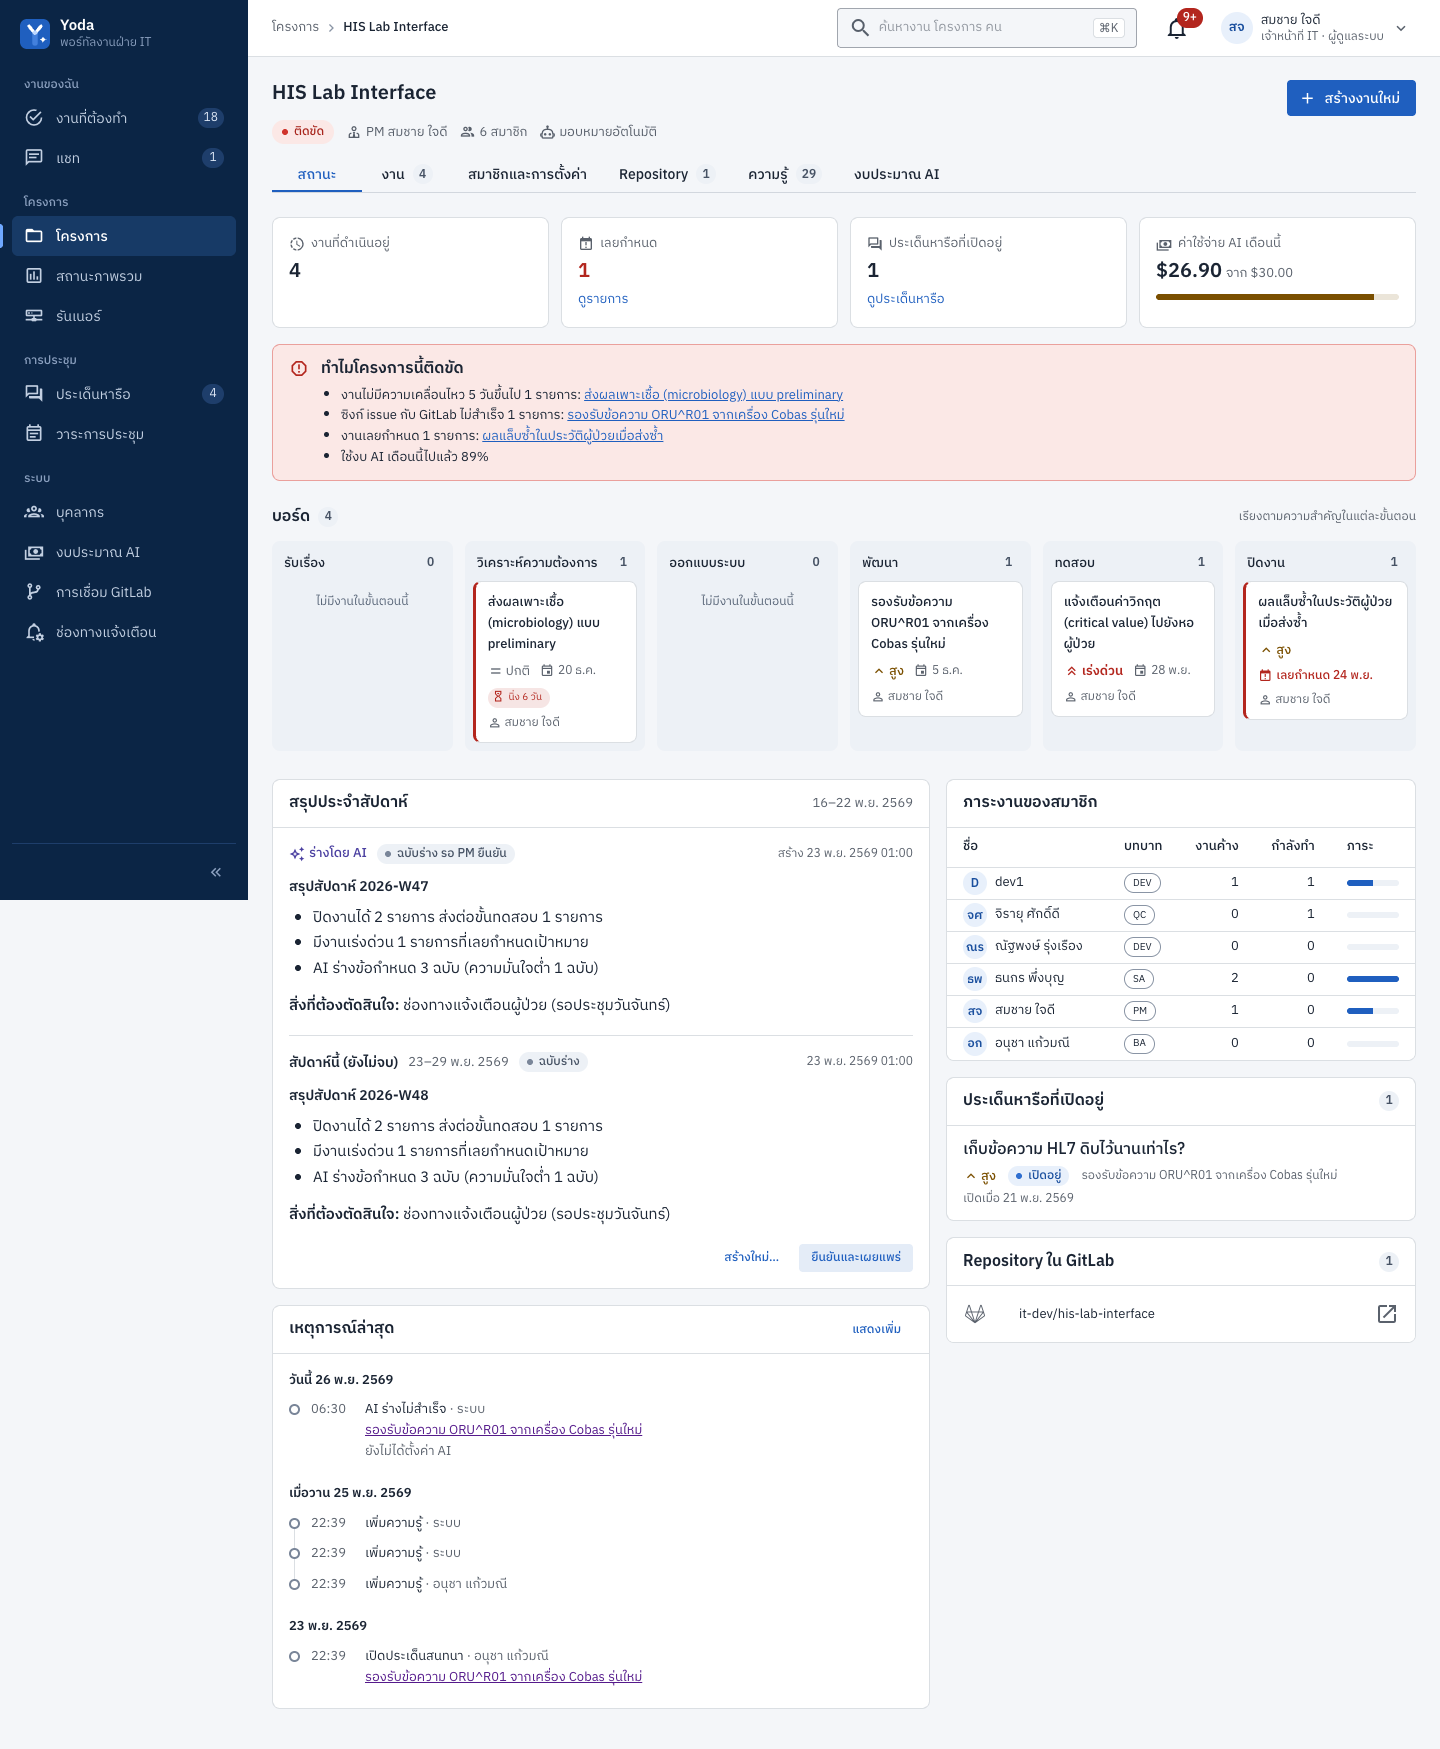 Yoda
พอร์ทัลงานฝ่าย IT
งานของฉัน
งานที่ต้องทำ 18
แชท 1
โครงการ
โครงการ
สถานะภาพรวม
รันเนอร์
การประชุม
ประเด็นหารือ 4
วาระการประชุม
ระบบ
บุคลากร
งบประมาณ AI
การเชื่อม GitLab
ช่องทางแจ้งเตือน
โครงการ HIS Lab Interface
ค้นหางาน โครงการ คน ⌘K
9+
สจ สมชาย ใจดี
เจ้าหน้าที่ IT · ผู้ดูแลระบบ
HIS Lab Interface
สร้างงานใหม่
ติดขัด PM สมชาย ใจดี 6 สมาชิก มอบหมายอัตโนมัติ
สถานะ งาน 4 สมาชิกและการตั้งค่า Repository 1 ความรู้ 29 งบประมาณ AI
งานที่ดำเนินอยู่
4
เลยกำหนด
1
ดูรายการ
ประเด็นหารือที่เปิดอยู่
1
ดูประเด็นหารือ
ค่าใช้จ่าย AI เดือนนี้
$26.90 จาก $30.00
ทำไมโครงการนี้ติดขัด
งานไม่มีความเคลื่อนไหว 5 วันขึ้นไป 1 รายการ: ส่งผลเพาะเชื้อ (microbiology) แบบ preliminary
ซิงก์ issue กับ GitLab ไม่สำเร็จ 1 รายการ: รองรับข้อความ ORU^R01 จากเครื่อง Cobas รุ่นใหม่
งานเลยกำหนด 1 รายการ: ผลแล็บซ้ำในประวัติผู้ป่วยเมื่อส่งซ้ำ
ใช้งบ AI เดือนนี้ไปแล้ว 89%
บอร์ด 4
เรียงตามความสำคัญในแต่ละขั้นตอน
รับเรื่อง 0
ไม่มีงานในขั้นตอนนี้
วิเคราะห์ความต้องการ 1
ส่งผลเพาะเชื้อ
(microbiology) แบบ
preliminary
ปกติ 20 ธ.ค.
นิ่ง 6 วัน
สมชาย ใจดี
ออกแบบระบบ 0
ไม่มีงานในขั้นตอนนี้
พัฒนา 1
รองรับข้อความ
ORU^R01 จากเครื่อง
Cobas รุ่นใหม่
สูง 5 ธ.ค.
สมชาย ใจดี
ทดสอบ 1
แจ้งเตือนค่าวิกฤต
(critical value) ไปยังหอ
ผู้ป่วย
เร่งด่วน 28 พ.ย.
สมชาย ใจดี
ปิดงาน 1
ผลแล็บซ้ำในประวัติผู้ป่วย
เมื่อส่งซ้ำ
สูง
เลยกำหนด 24 พ.ย.
สมชาย ใจดี
สรุปประจำสัปดาห์ 16–22 พ.ย. 2569
ร่างโดย AI ฉบับร่าง รอ PM ยืนยัน สร้าง 23 พ.ย. 2569 01:00
สรุปสัปดาห์ 2026-W47
ปิดงานได้ 2 รายการ ส่งต่อขั้นทดสอบ 1 รายการ
มีงานเร่งด่วน 1 รายการที่เลยกำหนดเป้าหมาย
AI ร่างข้อกำหนด 3 ฉบับ (ความมั่นใจต่ำ 1 ฉบับ)
สิ่งที่ต้องตัดสินใจ: ช่องทางแจ้งเตือนผู้ป่วย (รอประชุมวันจันทร์)
สัปดาห์นี้ (ยังไม่จบ) 23–29 พ.ย. 2569 ฉบับร่าง 23 พ.ย. 2569 01:00
สรุปสัปดาห์ 2026-W48
ปิดงานได้ 2 รายการ ส่งต่อขั้นทดสอบ 1 รายการ
มีงานเร่งด่วน 1 รายการที่เลยกำหนดเป้าหมาย
AI ร่างข้อกำหนด 3 ฉบับ (ความมั่นใจต่ำ 1 ฉบับ)
สิ่งที่ต้องตัดสินใจ: ช่องทางแจ้งเตือนผู้ป่วย (รอประชุมวันจันทร์)
สร้างใหม่... ยืนยันและเผยแพร่
เหตุการณ์ล่าสุด แสดงเพิ่ม
วันนี้ 26 พ.ย. 2569
06:30 AI ร่างไม่สำเร็จ · ระบบ
รองรับข้อความ ORU^R01 จากเครื่อง Cobas รุ่นใหม่
ยังไม่ได้ตั้งค่า AI
เมื่อวาน 25 พ.ย. 2569
22:39 เพิ่มความรู้ · ระบบ
22:39 เพิ่มความรู้ · ระบบ
22:39 เพิ่มความรู้ · อนุชา แก้วมณี
23 พ.ย. 2569
22:39 เปิดประเด็นสนทนา · อนุชา แก้วมณี
รองรับข้อความ ORU^R01 จากเครื่อง Cobas รุ่นใหม่
ภาระงานของสมาชิก
ชื่อ บทบาท งานค้าง กำลังทำ ภาระ
D dev1 DEV 1 1
จศ จิรายุ ศักดิ์ดี QC 0 1
ณร ณัฐพงษ์ รุ่งเรือง DEV 0 0
ธพ ธนกร พึ่งบุญ SA 2 0
สจ สมชาย ใจดี PM 1 0
อก อนุชา แก้วมณี BA 0 0
ประเด็นหารือที่เปิดอยู่ 1
เก็บข้อความ HL7 ดิบไว้นานเท่าไร?
สูง เปิดอยู่ รองรับข้อความ ORU^R01 จากเครื่อง Cobas รุ่นใหม่
เปิดเมื่อ 21 พ.ย. 2569
Repository ใน GitLab 1
it-dev/his-lab-interface